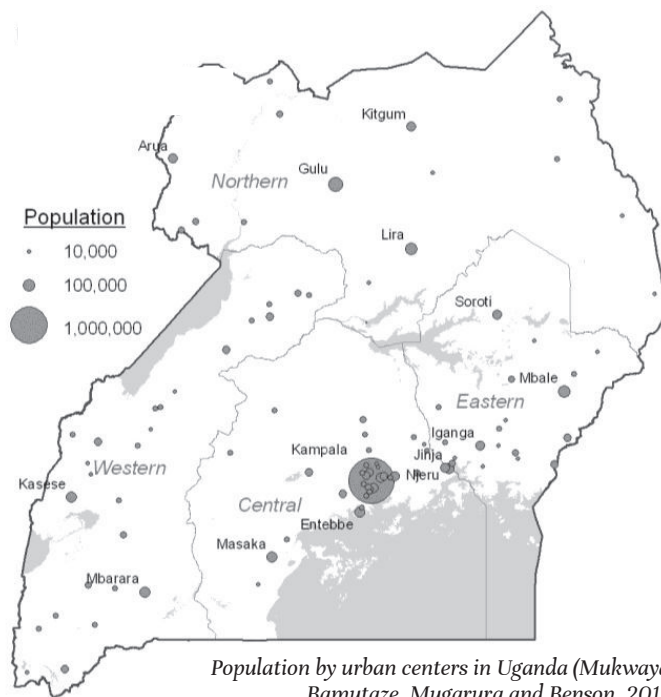 Kitgum
Arua
Gulu
Northern
Population
10,000
100,000
1,000,000
Lira
Soroti
Mbale
Eastern
Iganga
Kampala
Jinja
Njeru
Western
Kasese
Central
Entebbe
Masaka
Mbarara
Population by urban centers in Uganda (Mukwaya
Bamutaze, Mugarura and Benson, 201